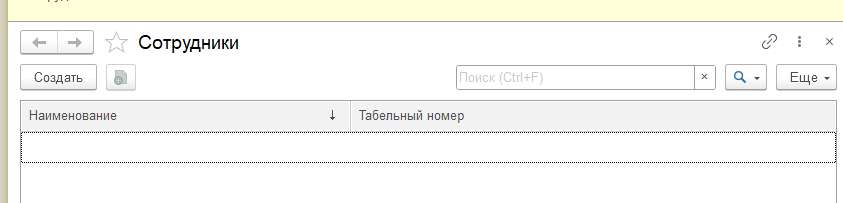 Сотрудники
Создать
Поиск (Ctrl+F)
×
Еще
Наименование
Табельный номер